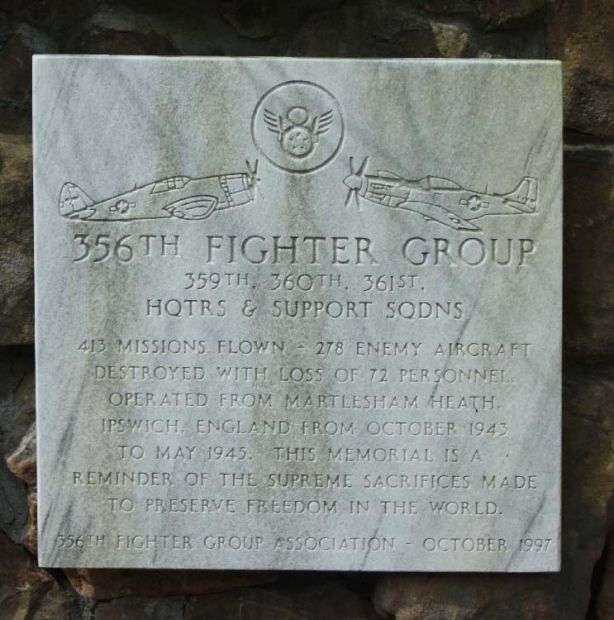 356TH FIGHTER GROUP
359TH, 360TH, 361ST,
HQTRS & SUPPORT SQDNS
413 MISSIONS FLOWN - 278 ENEMY AIRCRAFT
DESTROYED WITH LOSS OF 72 PERSONNEL.
OPERATED FROM MARTLESHAM HEATH,
IPSWICH, ENGLAND FROM OCTOBER 1943
TO MAY 1945. THIS MEMORIAL IS A
REMINDER OF THE SUPREME SACRIFICES MADE
TO PRESERVE FREEDOM IN THE WORLD.
356TH FIGHTER GROUP ASSOCIATION - OCTOBER 1997